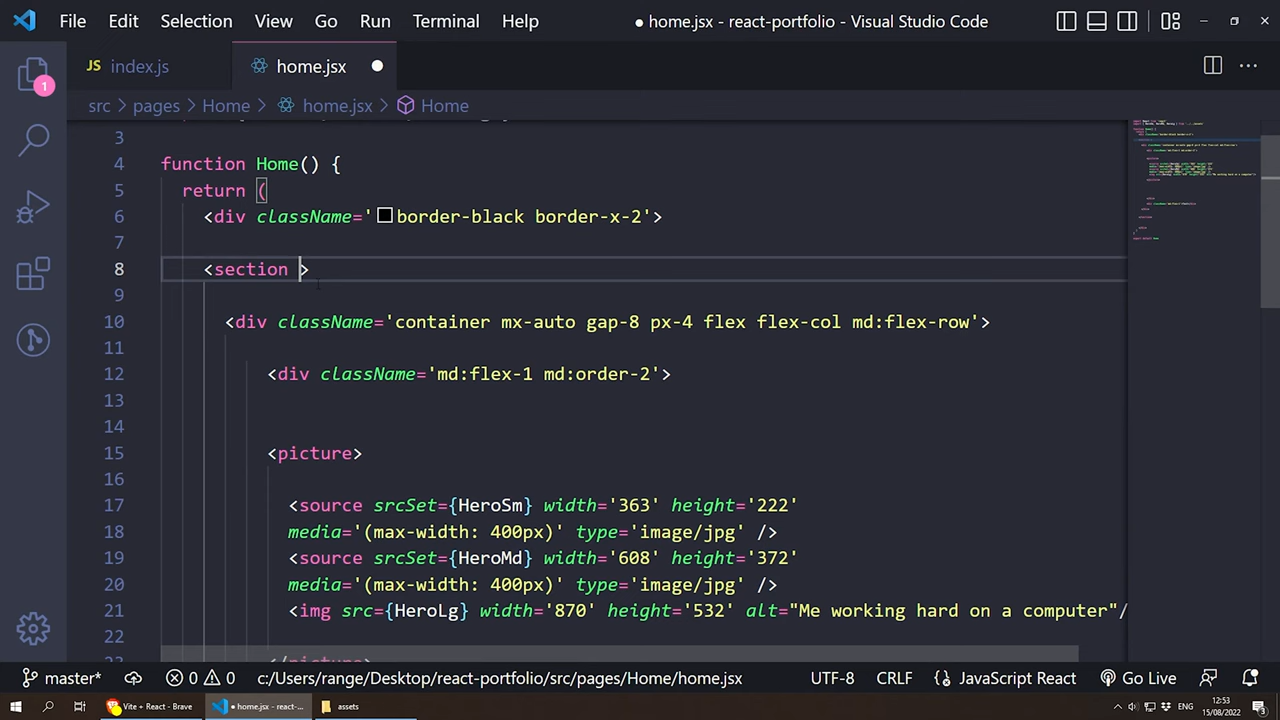 File Edit Selection View Go Run Terminal Help ● home.jsx - react-portfolio - Visual Studio Code
JS index.js home.jsx
src > pages > Home > home.jsx > Home
1
3
4 function Home() {
5 return (
6 <div className=' border-black border-x-2'>
7
8 <section >
9
10 <div className='container mx-auto gap-8 px-4 flex flex-col md:flex-row'>
11
12 <div className='md:flex-1 md:order-2'>
13
14
15 <picture>
16
17 <source srcSet={HeroSm} width='363' height='222'
18 media='(max-width: 400px)' type='image/jpg' />
19 <source srcSet={HeroMd} width='608' height='372'
20 media='(max-width: 400px)' type='image/jpg' />
21 <img src={HeroLg} width='870' height='532' alt="Me working hard on a computer"/
22
23 </picture>
master* 0 0 c:/Users/range/Desktop/react-portfolio/src/pages/Home/home.jsx UTF-8 CRLF JavaScript React Go Live
Vite + React - Brave ● home.jsx - react-... assets ENG 12:53
15/08/2022 3